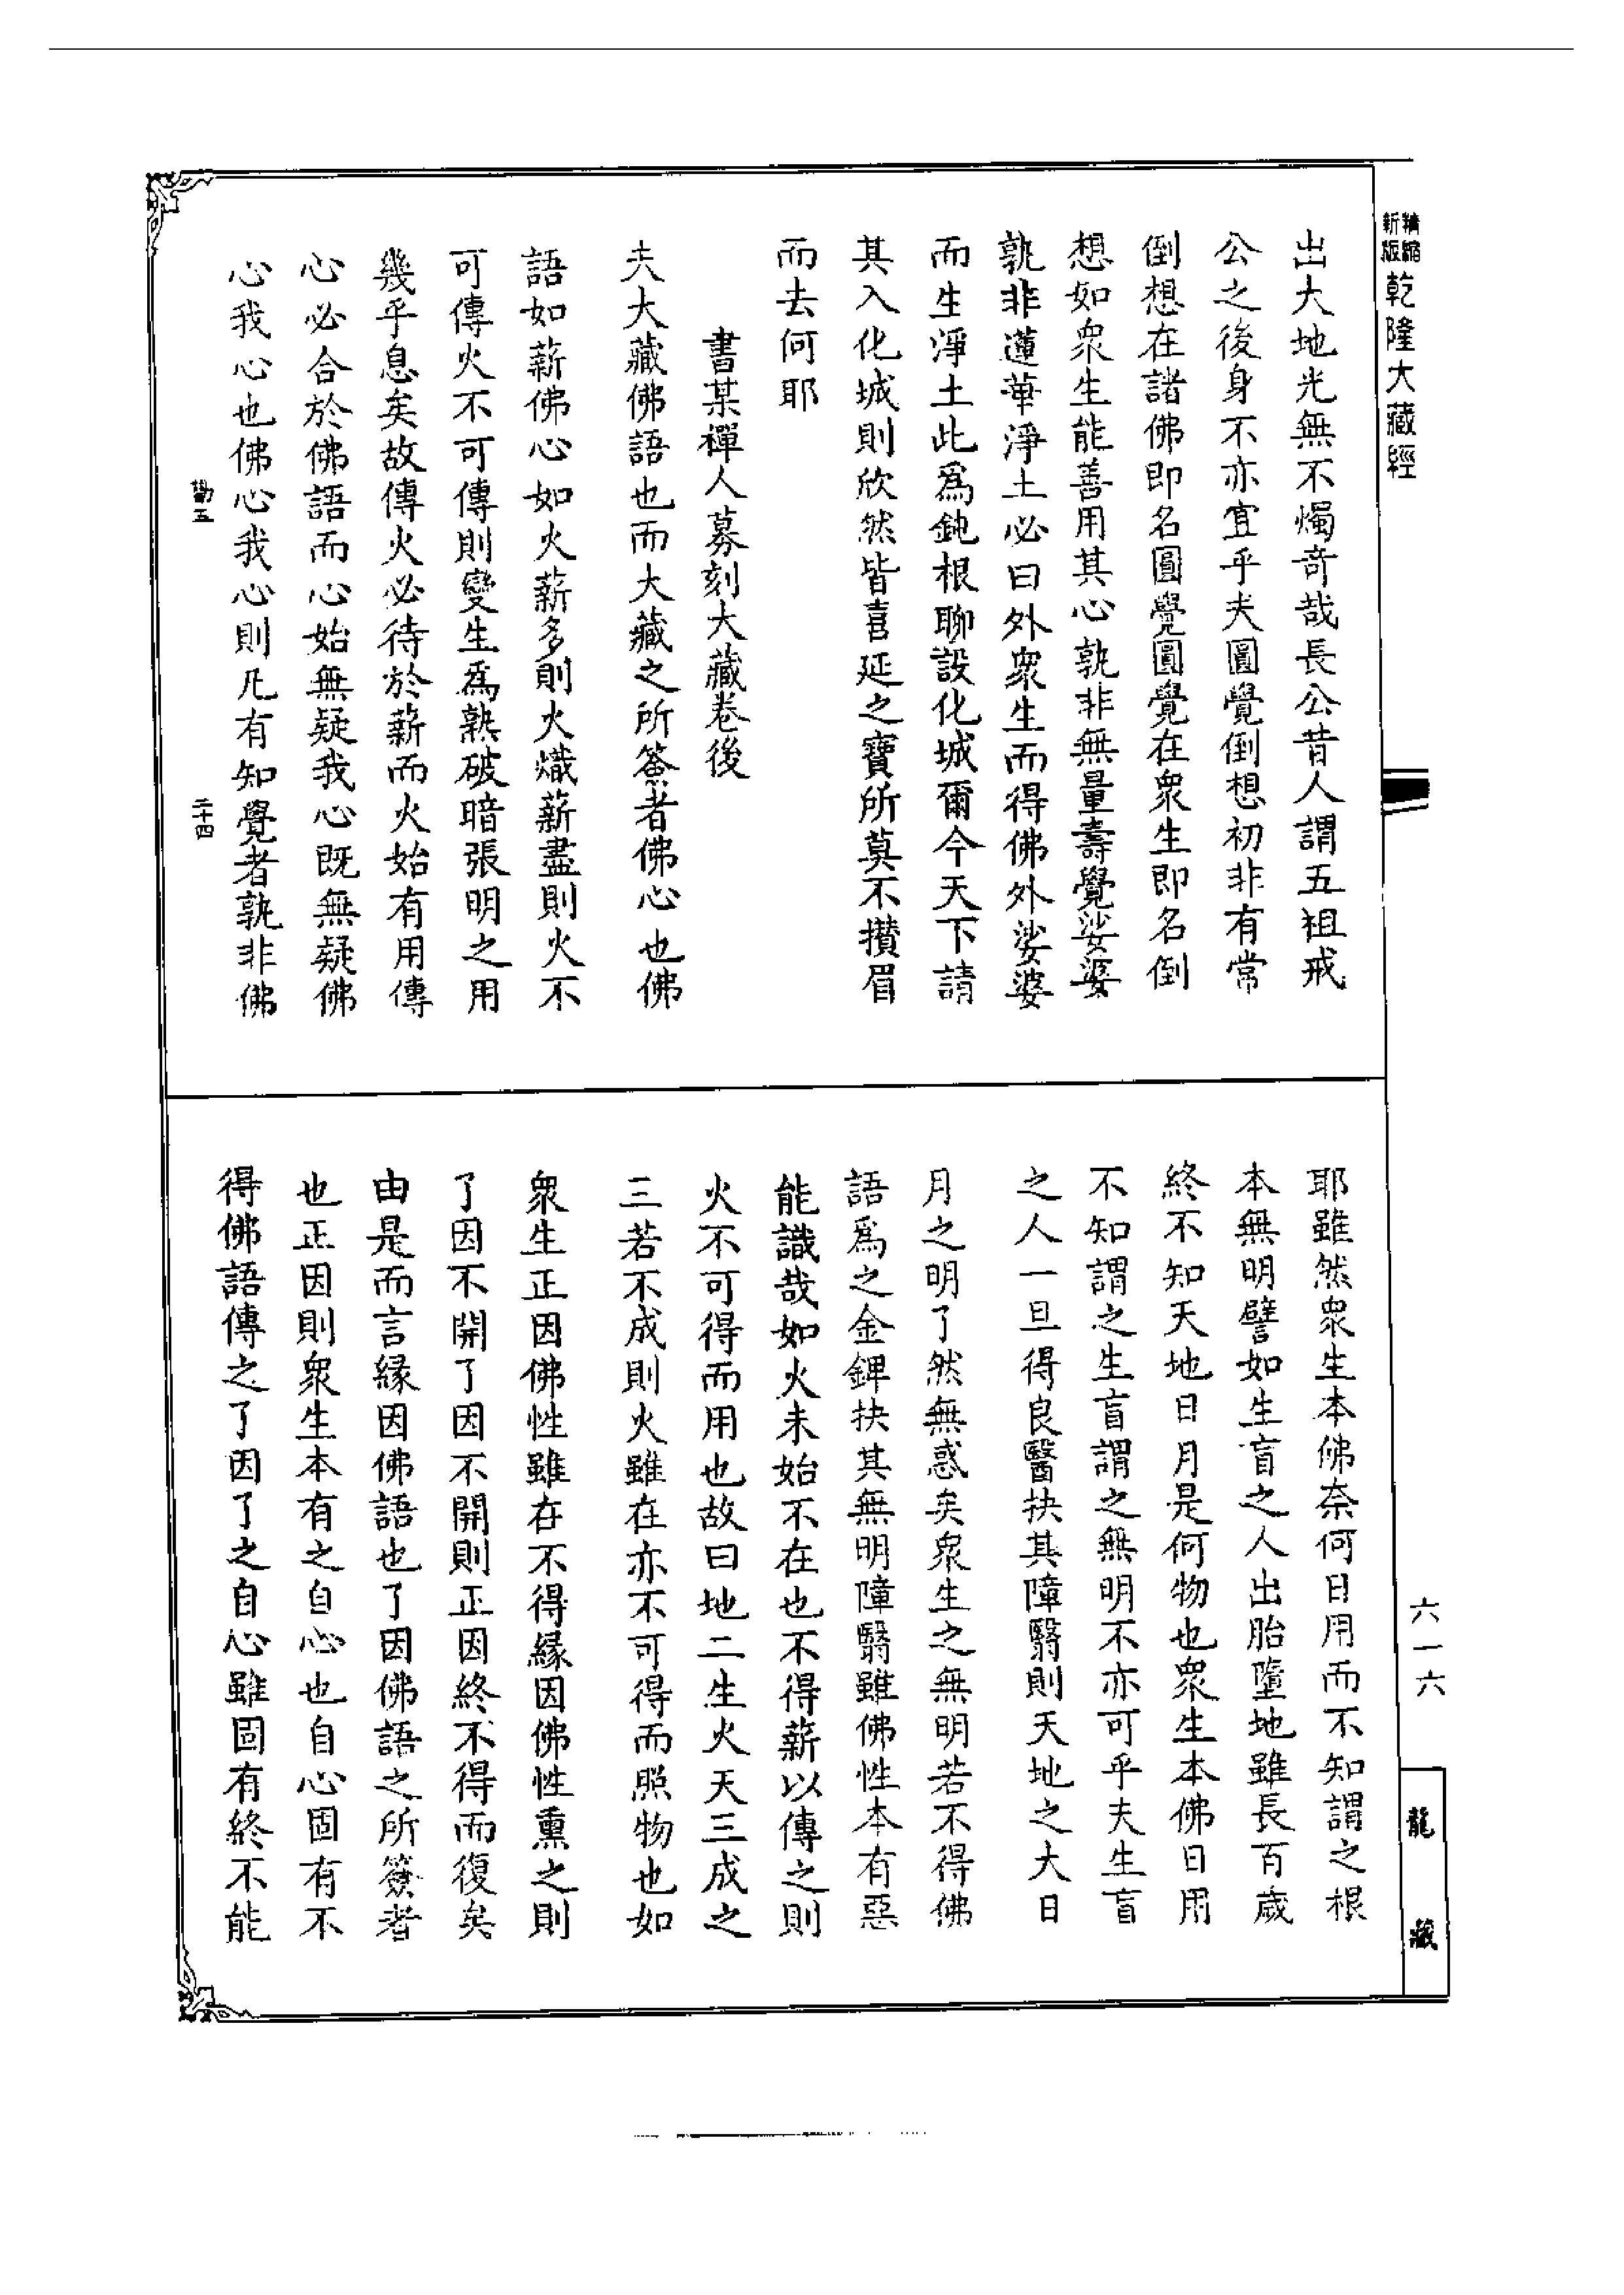 精縮新版乾隆大藏經
出大地光無不燭奇哉長公昔人謂五祖戒
公之後身不亦宜乎夫圓覺倒想初非有常
倒想在諸佛即名圓覺圓覺在衆生即名倒
想如衆生能善用其心孰非無量壽覺娑婆
孰非蓮華淨土必曰外衆生而得佛外娑婆
而生淨土此爲鈍根聊設化城爾今天下請
其入化城則欣然皆喜延之寶所莫不攢眉
而去何耶
書某禪人募刻大藏卷後
夫大藏佛語也而大藏之所詮者佛心也佛
語如薪佛心如火薪多則火熾薪盡則火不
可傳火不可傳則變生爲熟破暗張明之用
幾乎息矣故傳火必待於薪而火始有用傳
心必合於佛語而心始無疑我心既無疑佛
心我心也佛心我心則凡有知覺者孰非佛
勒五
二十四
耶雖然衆生本佛奈何日用而不知謂之根
本無明譬如生盲之人出胎墮地雖長百歲
終不知天地日月是何物也衆生本佛日用
不知謂之生盲謂之無明不亦可乎夫生盲
之人一旦得良醫抉其障翳則天地之大日
月之明了然無惑矣衆生之無明若不得佛
語爲之金錍抉其無明障翳雖佛性本有惡
能識哉如火未始不在也不得薪以傳之則
火不可得而用也故曰地二生火天三成之
三若不成則火雖在亦不可得而照物也如
衆生正因佛性雖在不得緣因佛性熏之則
了因不開了因不開則正因終不得而復矣
由是而言緣因佛語也了因佛語之所簽者
也正因則衆生本有之自心也自心固有不
得佛語傳之了因了之自心雖固有終不能
六一六
龍藏